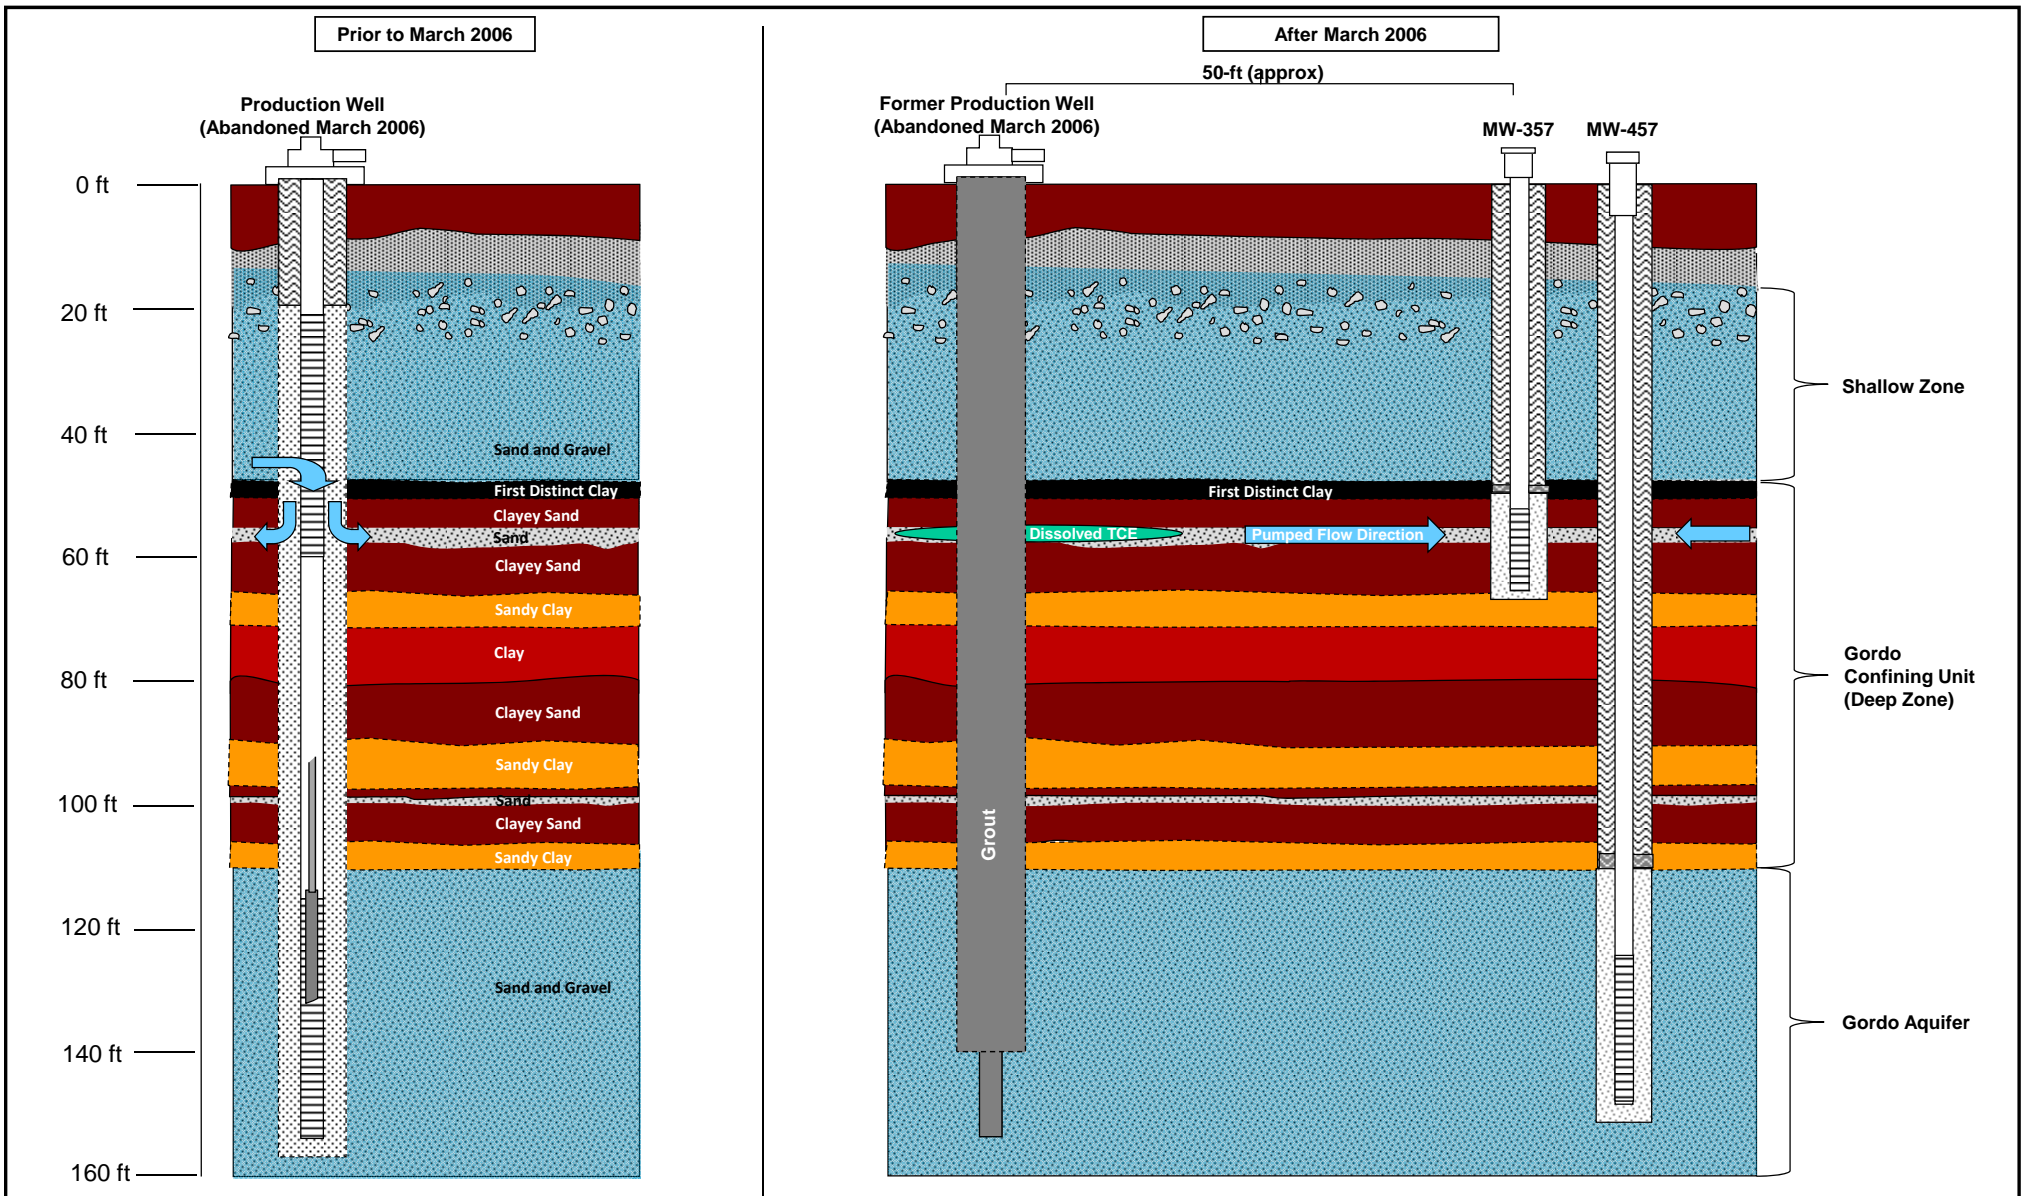 Prior to March 2006
After March 2006
50-ft (approx)
Production Well
(Abandoned March 2006)
Former Production Well
(Abandoned March 2006)
MW-357
MW-457
0 ft
20 ft
40 ft
60 ft
80 ft
100 ft
120 ft
140 ft
160 ft
Sand and Gravel
First Distinct Clay
Clayey Sand
Sand
Clayey Sand
Sandy Clay
Clay
Clayey Sand
Sandy Clay
Sand
Clayey Sand
Sandy Clay
Sand and Gravel
First Distinct Clay
Dissolved TCE
Pumped Flow Direction
Grout
Shallow Zone
Gordo
Confining Unit
(Deep Zone)
Gordo Aquifer